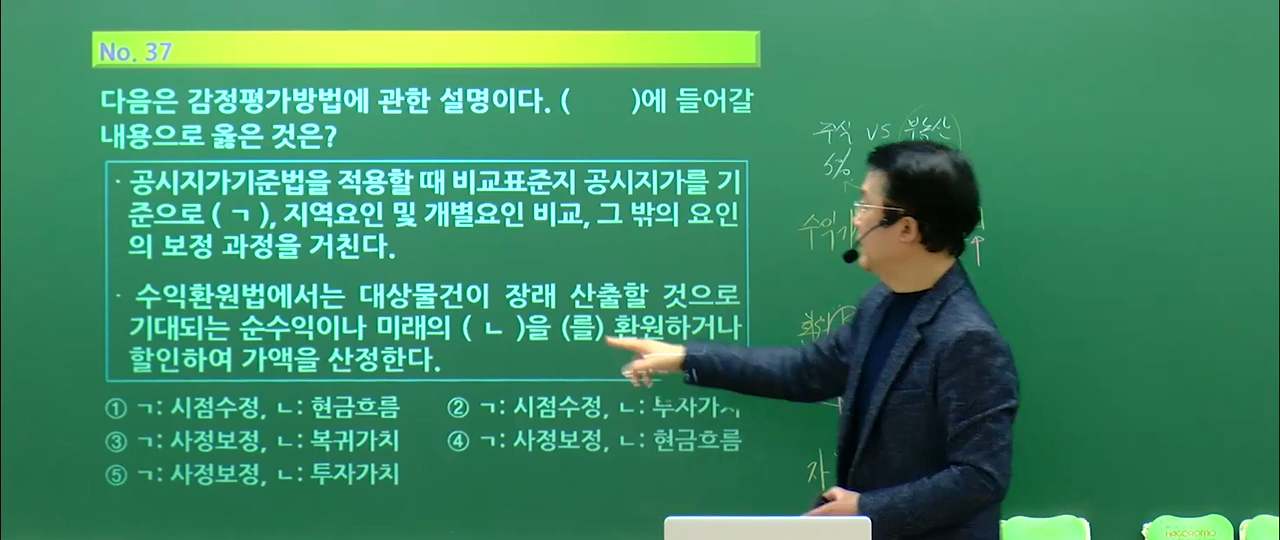 No. 37
다음은 감정평가방법에 관한 설명이다. (      )에 들어갈
내용으로 옳은 것은?
· 공시지가기준법을 적용할 때 비교표준지 공시지가를 기
준으로 ( ㄱ ), 지역요인 및 개별요인 비교, 그 밖의 요인
의 보정 과정을 거친다.
· 수익환원법에서는 대상물건이 장래 산출할 것으로
기대되는 순수익이나 미래의 ( ㄴ )을 (를) 환원하거나
할인하여 가액을 산정한다.
① ㄱ: 시점수정, ㄴ: 현금흐름
② ㄱ: 시점수정, ㄴ:
③ ㄱ: 사정보정, ㄴ: 복귀가치
④ ㄱ: 사정보정, ㄴ: 현금흐름
⑤ ㄱ: 사정보정, ㄴ: 투자가치
주식 vs 부동산
5%